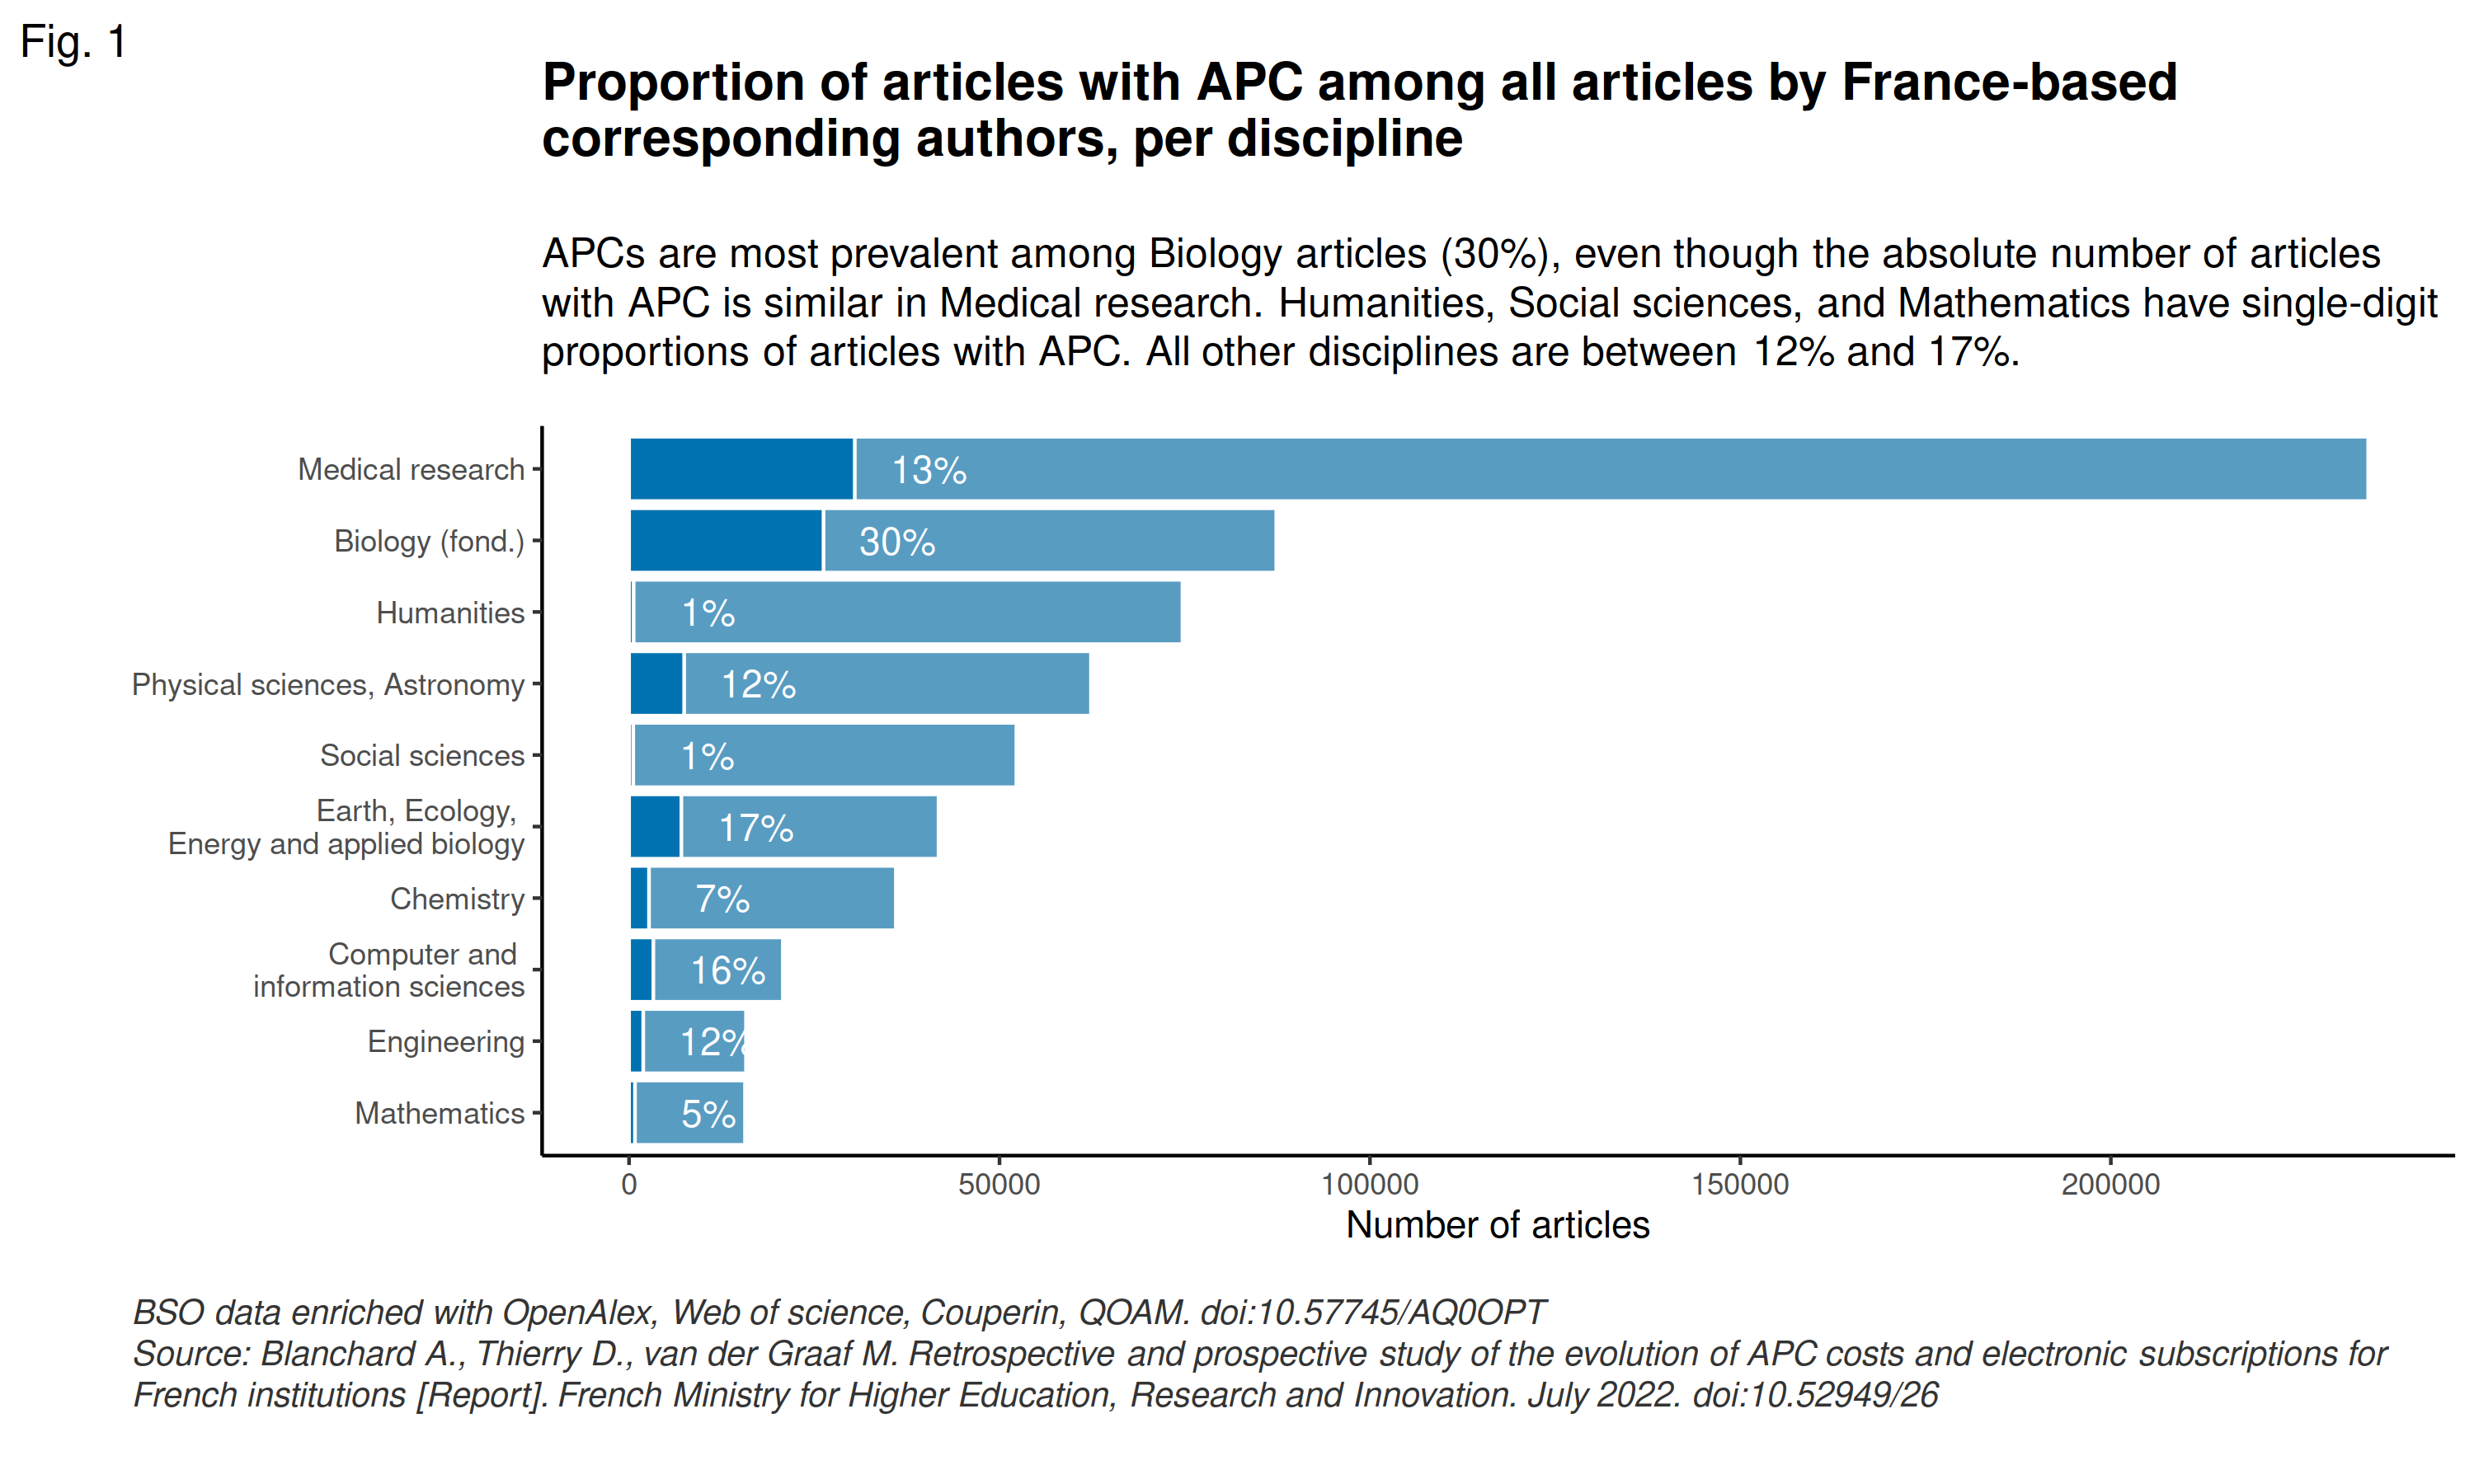 Fig. 1
Proportion of articles with APC among all articles by France-based
corresponding authors, per discipline
APCs are most prevalent among Biology articles (30%), even though the absolute number of articles
with APC is similar in Medical research. Humanities, Social sciences, and Mathematics have single-digit
proportions of articles with APC. All other disciplines are between 12% and 17%.
Medical research
13%
Biology (fond.)
30%
Humanities
1%
Physical sciences, Astronomy
12%
Social sciences
1%
Earth, Ecology,
Energy and applied biology
17%
Chemistry
7%
Computer and
information sciences
16%
Engineering
12%
Mathematics
5%
0 50000 100000 150000 200000
Number of articles
BSO data enriched with OpenAlex, Web of science, Couperin, QOAM. doi:10.57745/AQ0OPT
Source: Blanchard A., Thierry D., van der Graaf M. Retrospective and prospective study of the evolution of APC costs and electronic subscriptions for
French institutions [Report]. French Ministry for Higher Education, Research and Innovation. July 2022. doi:10.52949/26